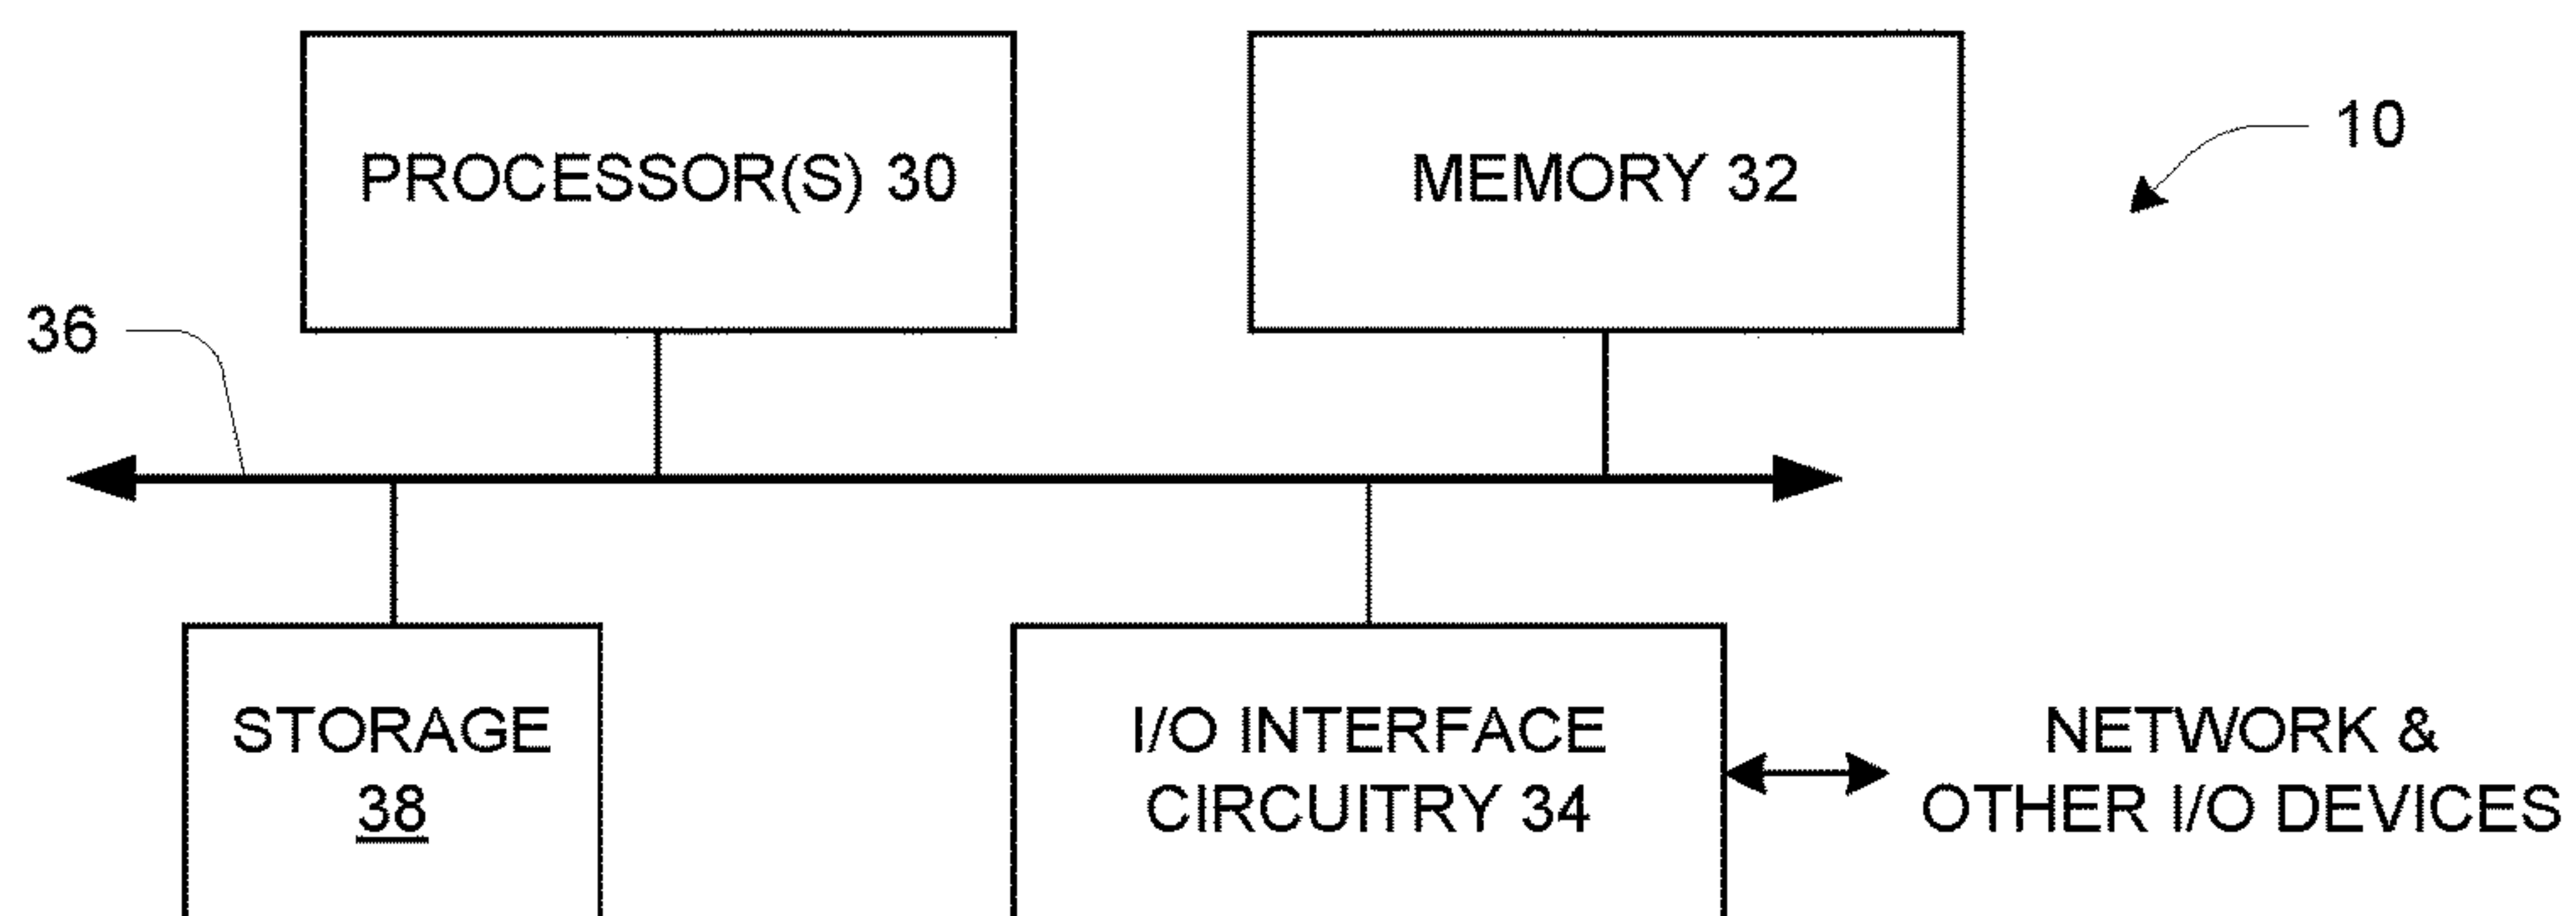 PROCESSOR(S) 30
MEMORY 32
10
36
STORAGE
38
I/O INTERFACE
CIRCUITRY 34
NETWORK &
OTHER I/O DEVICES